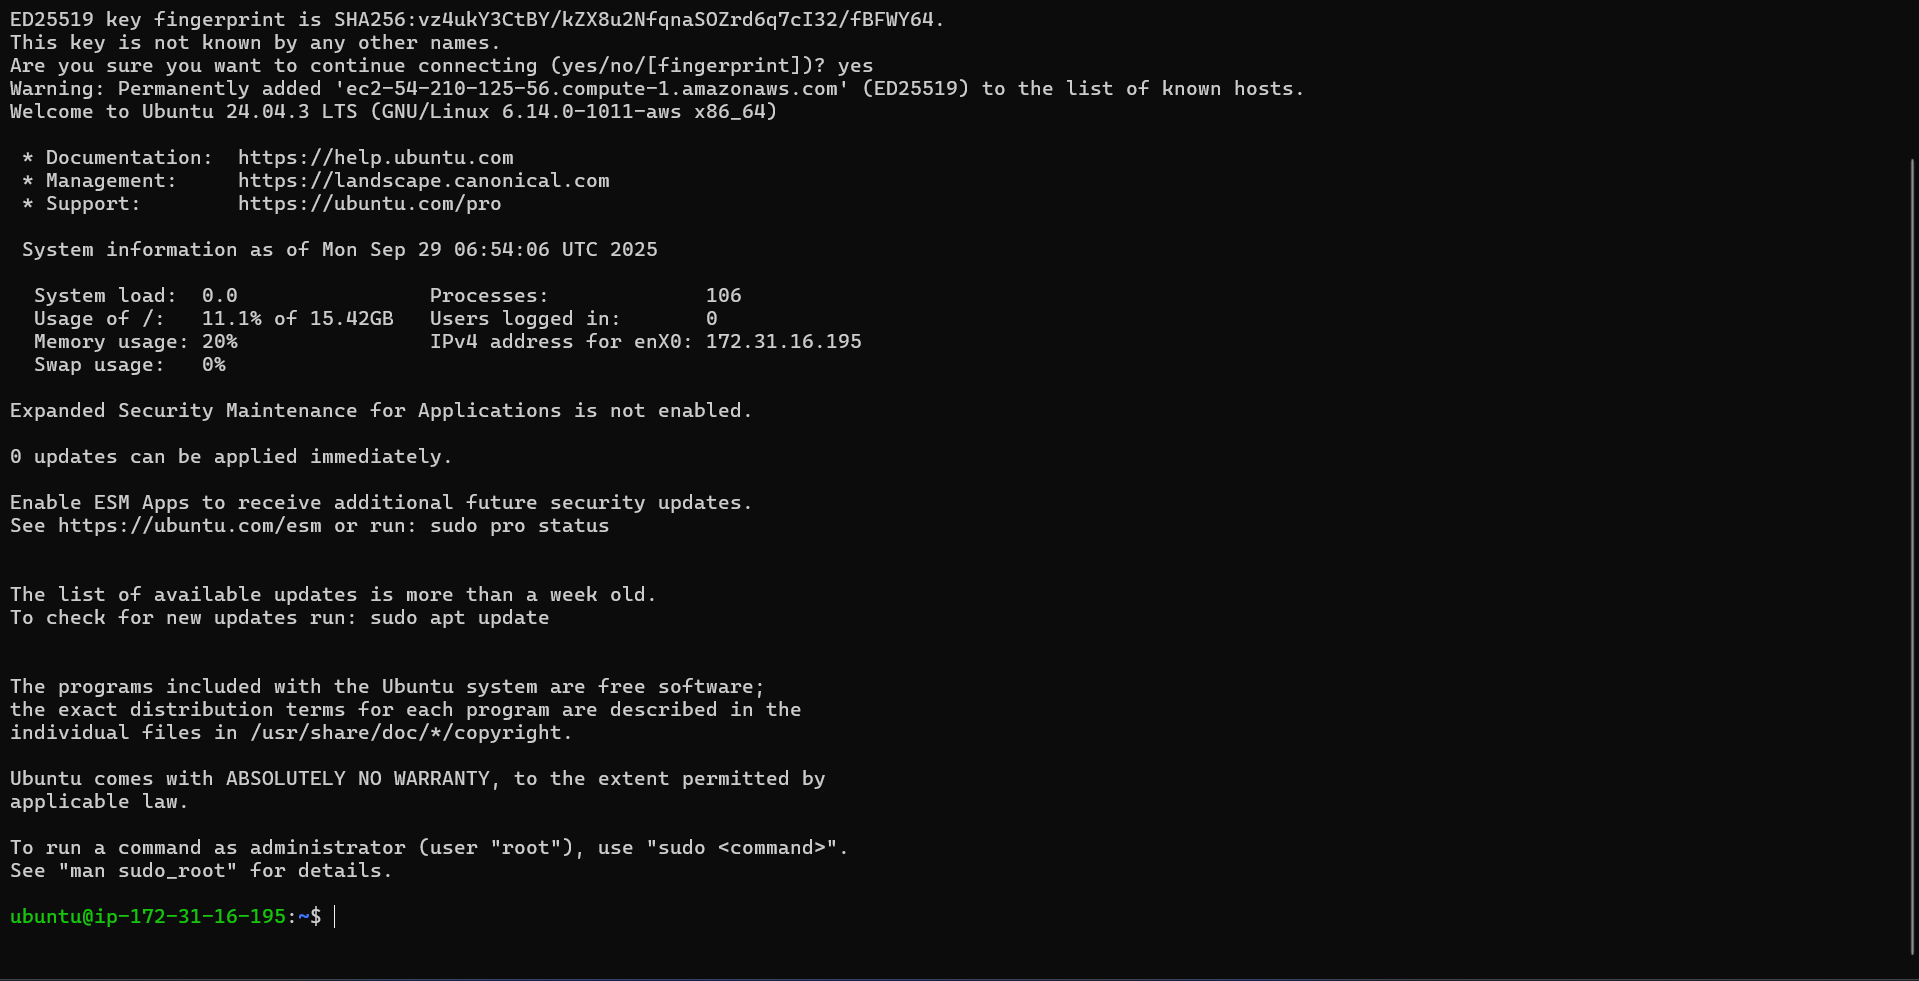 ED25519 key fingerprint is SHA256:vz4ukY3CtBY/kZX8u2NfqnaSOZrd6q7cI32/fBFWY64.
This key is not known by any other names.
Are you sure you want to continue connecting (yes/no/[fingerprint])? yes
Warning: Permanently added 'ec2-54-210-125-56.compute-1.amazonaws.com' (ED25519) to the list of known hosts.
Welcome to Ubuntu 24.04.3 LTS (GNU/Linux 6.14.0-1011-aws x86_64)

 * Documentation:  https://help.ubuntu.com
 * Management:     https://landscape.canonical.com
 * Support:        https://ubuntu.com/pro

 System information as of Mon Sep 29 06:54:06 UTC 2025

  System load:  0.0                Processes:             106
  Usage of /:   11.1% of 15.42GB   Users logged in:       0
  Memory usage: 20%                IPv4 address for enX0: 172.31.16.195
  Swap usage:   0%

Expanded Security Maintenance for Applications is not enabled.

0 updates can be applied immediately.

Enable ESM Apps to receive additional future security updates.
See https://ubuntu.com/esm or run: sudo pro status


The list of available updates is more than a week old.
To check for new updates run: sudo apt update


The programs included with the Ubuntu system are free software;
the exact distribution terms for each program are described in the
individual files in /usr/share/doc/*/copyright.

Ubuntu comes with ABSOLUTELY NO WARRANTY, to the extent permitted by
applicable law.

To run a command as administrator (user "root"), use "sudo <command>".
See "man sudo_root" for details.

ubuntu@ip-172-31-16-195:~$